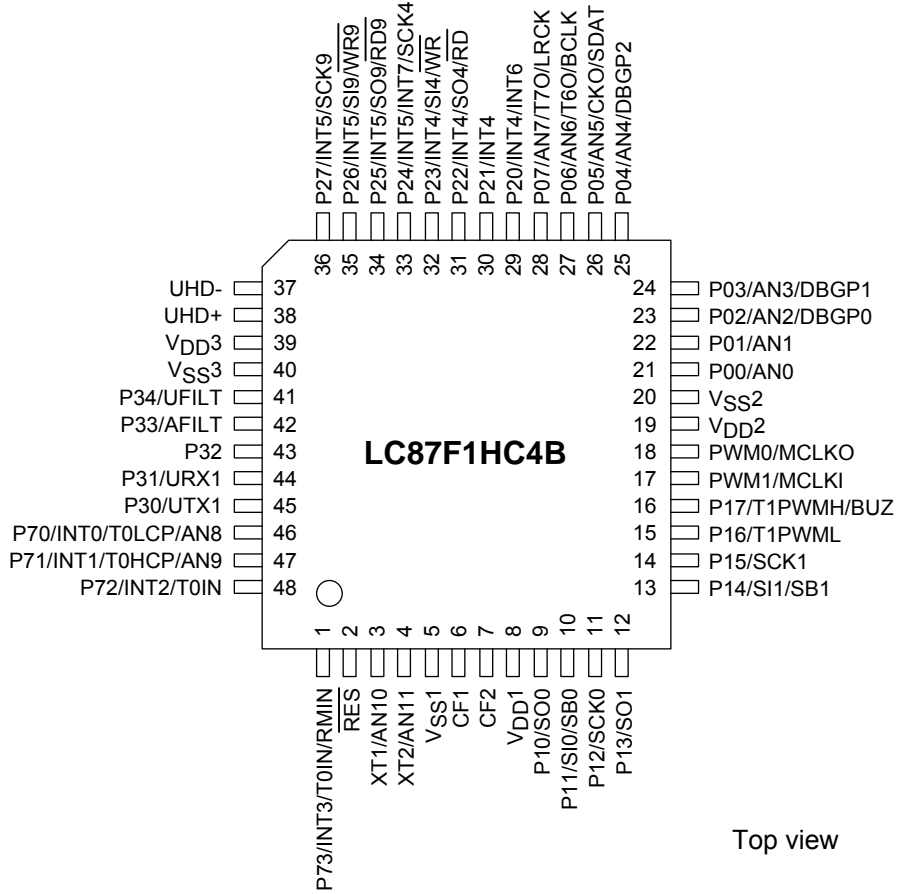 P27/INT5/SCK9
P26/INT5/SI9/WR9
P25/INT5/SO9/RD9
P24/INT5/INT7/SCK4
P23/INT4/SI4/WR
P22/INT4/SO4/RD
P21/INT4
P20/INT4/INT6
P07/AN7/T7O/LRCK
P06/AN6/T6O/BCLK
P05/AN5/CKO/SDAT
P04/AN4/DBGP2
36 35 34 33 32 31 30 29 28 27 26 25
UHD- 37
UHD+ 38
VDD3 39
VSS3 40
P34/UFILT 41
P33/AFILT 42
P32 43
P31/URX1 44
P30/UTX1 45
P70/INT0/T0LCP/AN8 46
P71/INT1/T0HCP/AN9 47
P72/INT2/T0IN 48
LC87F1HC4B
24 P03/AN3/DBGP1
23 P02/AN2/DBGP0
22 P01/AN1
21 P00/AN0
20 VSS2
19 VDD2
18 PWM0/MCLKO
17 PWM1/MCLKI
16 P17/T1PWMH/BUZ
15 P16/T1PWML
14 P15/SCK1
13 P14/SI1/SB1
1 2 3 4 5 6 7 8 9 10 11 12
P73/INT3/T0IN/RMIN
RES
XT1/AN10
XT2/AN11
VSS1
CF1
CF2
VDD1
P10/SO0
P11/SI0/SB0
P12/SCK0
P13/SO1
Top view